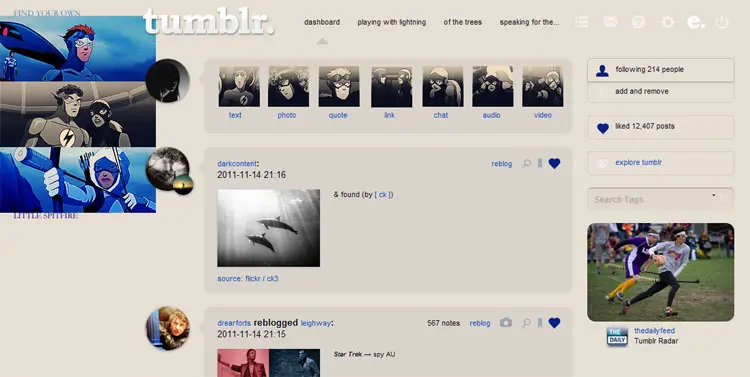 FIND YOUR OWN
LITTLE SPITFIRE
tumblr.
dashboard
playing with lightning
of the trees
speaking for the...
e.
text
photo
quote
link
chat
audio
video
darkcontent:
2011-11-14 21:16
reblog
& found (by [ ck ])
source: flickr / ck3
drearforts reblogged leighway:
2011-11-14 21:15
567 notes
reblog
Star Trek → spy AU
following 214 people
add and remove
liked 12,407 posts
explore tumblr
Search Tags
THE DAILY
thedailyfeed
Tumblr Radar